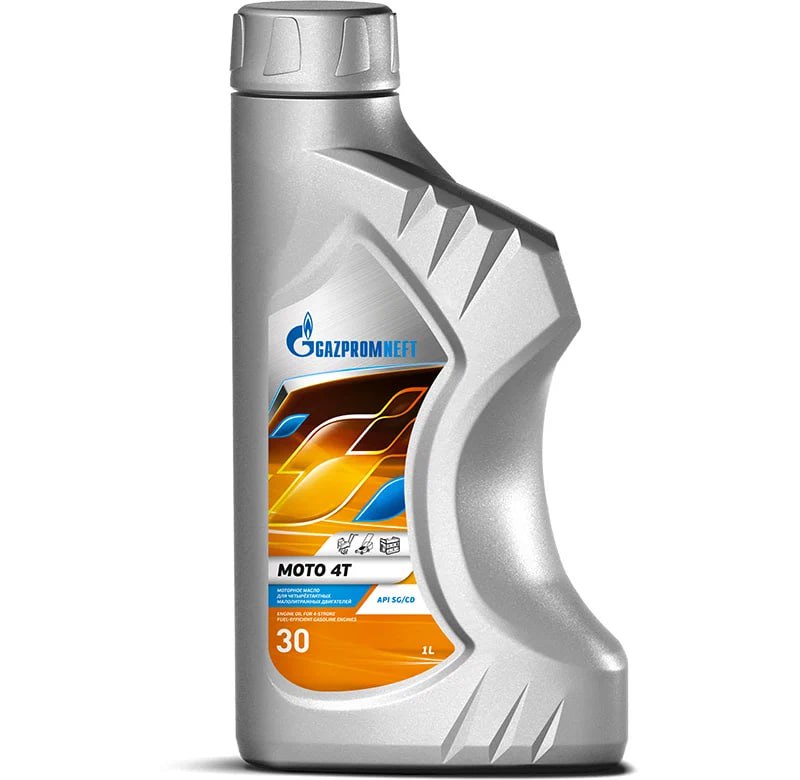 GAZPROMNEFT
MOTO 4T
МОТОРНОЕ МАСЛО
ДЛЯ ЧЕТЫРЁХТАКТНЫХ
МАЛОЛИТРАЖНЫХ ДВИГАТЕЛЕЙ
API SG/CD
ENGINE OIL FOR 4-STROKE
FUEL-EFFICIENT GASOLINE ENGINES
30
1L